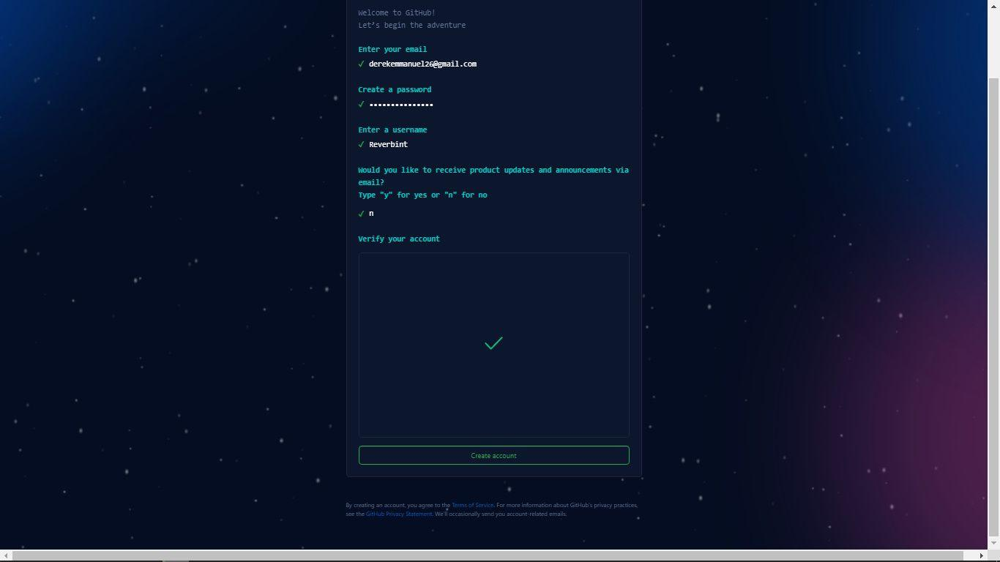 Welcome to GitHub!
Let's begin the adventure
Enter your email
✓ derekemmanuel26@gmail.com
Create a password
✓ •••••••••••••••
Enter a username
✓ Reverbint
Would you like to receive product updates and announcements via
email?
Type "y" for yes or "n" for no
✓ n
Verify your account
Create account
By creating an account, you agree to the Terms of Service. For more information about GitHub's privacy practices,
see the GitHub Privacy Statement. We'll occasionally send you account-related emails.